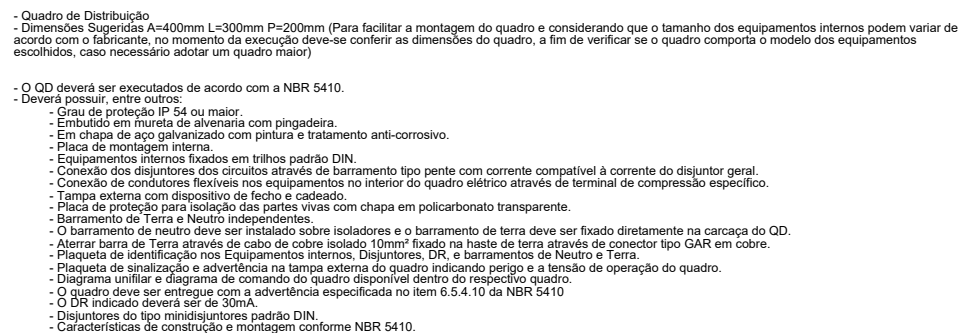 - Quadro de Distribuição
- Dimensões Sugeridas A=400mm L=300mm P=200mm (Para facilitar a montagem do quadro e considerando que o tamanho dos equipamentos internos podem variar de
acordo com o fabricante, no momento da execução deve-se conferir as dimensões do quadro, a fim de verificar se o quadro comporta o modelo dos equipamentos
escolhidos, caso necessário adotar um quadro maior)
- O QD deverá ser executados de acordo com a NBR 5410.
- Deverá possuir, entre outros:
- Grau de proteção IP 54 ou maior.
- Embutido em mureta de alvenaria com pingadeira.
- Em chapa de aço galvanizado com pintura e tratamento anti-corrosivo.
- Placa de montagem interna.
- Equipamentos internos fixados em trilhos padrão DIN.
- Conexão dos disjuntores dos circuitos através de barramento tipo pente com corrente compatível à corrente do disjuntor geral.
- Conexão de condutores flexíveis nos equipamentos no interior do quadro elétrico através de terminal de compressão específico.
- Tampa externa com dispositivo de fecho e cadeado.
- Placa de proteção para isolação das partes vivas com chapa em policarbonato transparente.
- Barramento de Terra e Neutro independentes.
- O barramento de neutro deve ser instalado sobre isoladores e o barramento de terra deve ser fixado diretamente na carcaça do QD.
- Aterrar barra de Terra através de cabo de cobre isolado 10mm² fixado na haste de terra através de conector tipo GAR em cobre.
- Plaqueta de identificação nos Equipamentos internos, Disjuntores, DR, e barramentos de Neutro e Terra.
- Plaqueta de sinalização e advertência na tampa externa do quadro indicando perigo e a tensão de operação do quadro.
- Diagrama unifilar e diagrama de comando do quadro disponível dentro do respectivo quadro.
- O quadro deve ser entregue com a advertência especificada no item 6.5.4.10 da NBR 5410
- O DR indicado deverá ser de 30mA.
- Disjuntores do tipo minidisjuntores padrão DIN.
- Características de construção e montagem conforme NBR 5410.